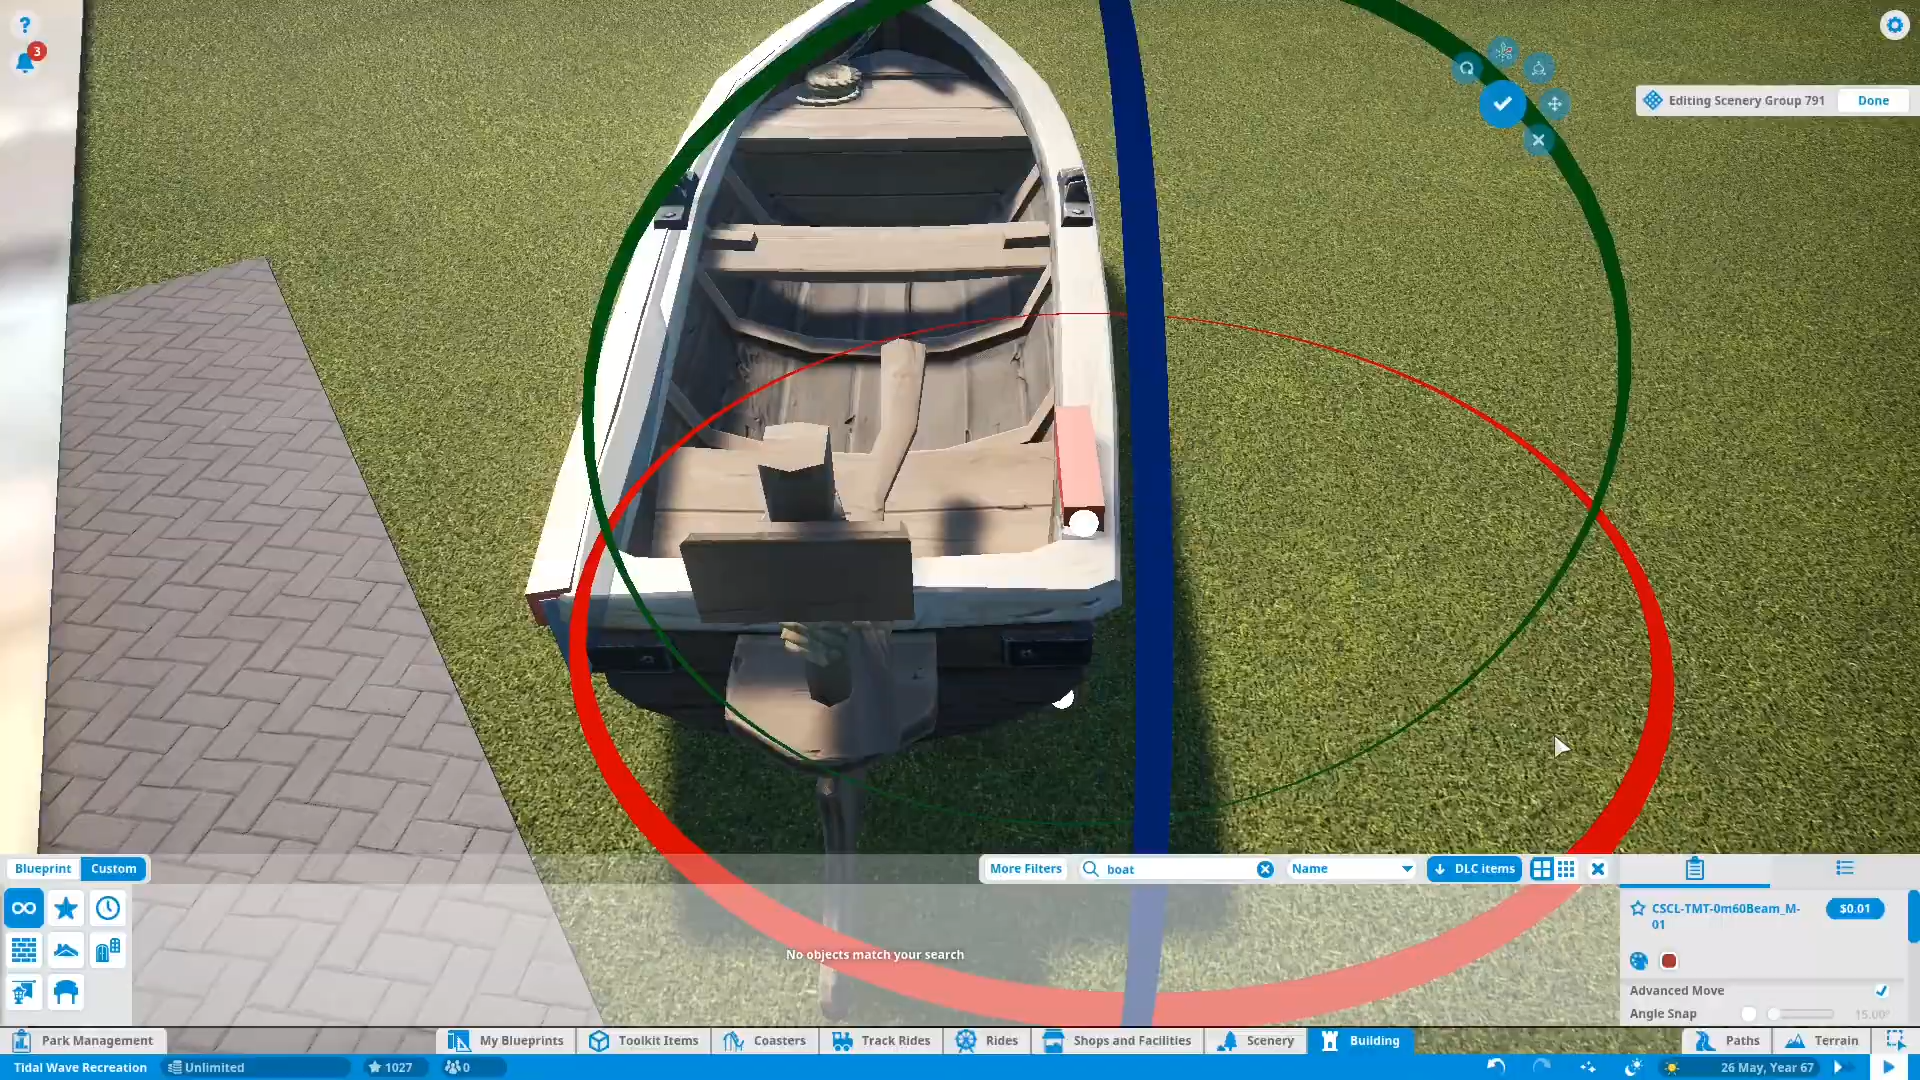 ?
3
Editing Scenery Group 791
Done
Blueprint
Custom
More Filters
boat
Name
DLC items
No objects match your search
CSCL-TMT-0m60Beam_M-
01
$0.01
Advanced Move
Angle Snap
15.00°
Park Management
My Blueprints
Toolkit Items
Coasters
Track Rides
Rides
Shops and Facilities
Scenery
Building
Paths
Terrain
Tidal Wave Recreation
Unlimited
1027
0
26 May, Year 67